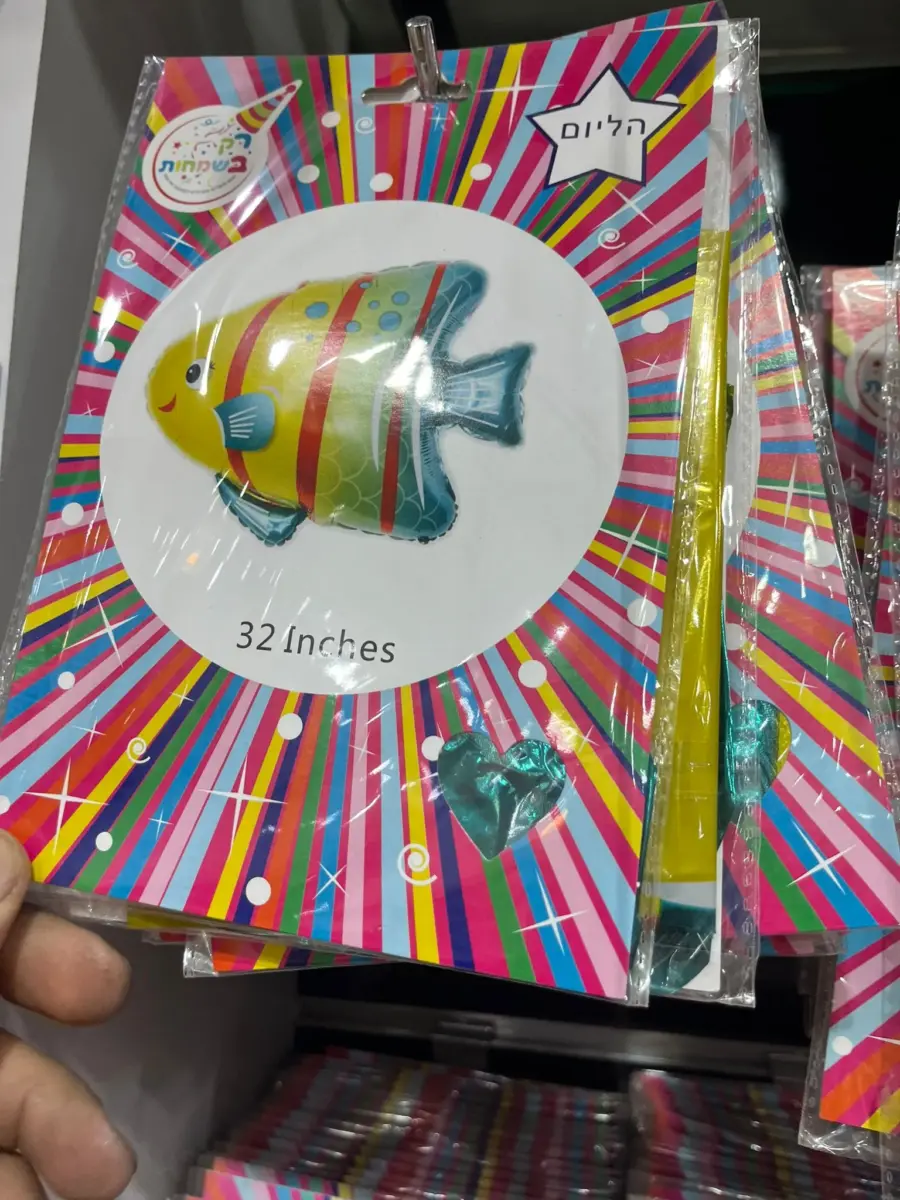 רק
בשמחות
הליום
32 Inches